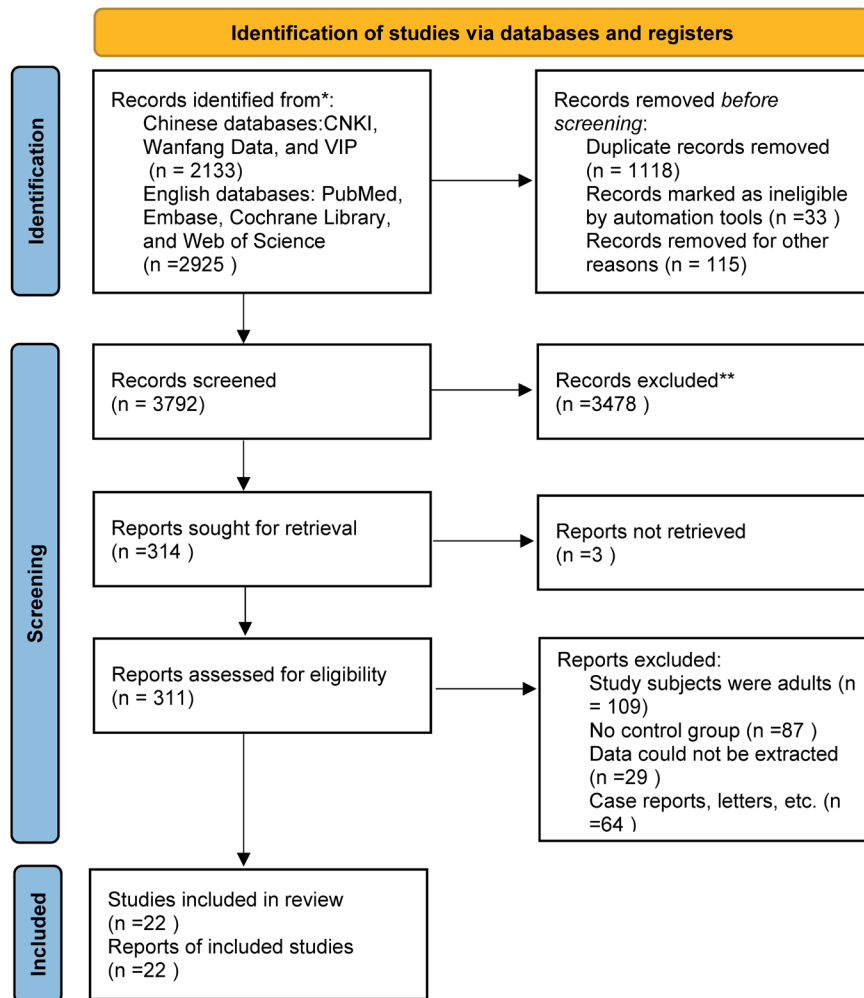 Identification of studies via databases and registers
Identification
Records identified from*:
Chinese databases:CNKI,
Wanfang Data, and VIP
(n = 2133)
English databases: PubMed,
Embase, Cochrane Library,
and Web of Science
(n =2925 )
Records removed before
screening:
Duplicate records removed
(n = 1118)
Records marked as ineligible
by automation tools (n =33 )
Records removed for other
reasons (n = 115)
Screening
Records screened
(n = 3792)
Records excluded**
(n =3478 )
Reports sought for retrieval
(n =314 )
Reports not retrieved
(n =3 )
Reports assessed for eligibility
(n = 311)
Reports excluded:
Study subjects were adults (n
= 109)
No control group (n =87 )
Data could not be extracted
(n =29 )
Case reports, letters, etc. (n
=64 )
Included
Studies included in review
(n =22 )
Reports of included studies
(n =22 )